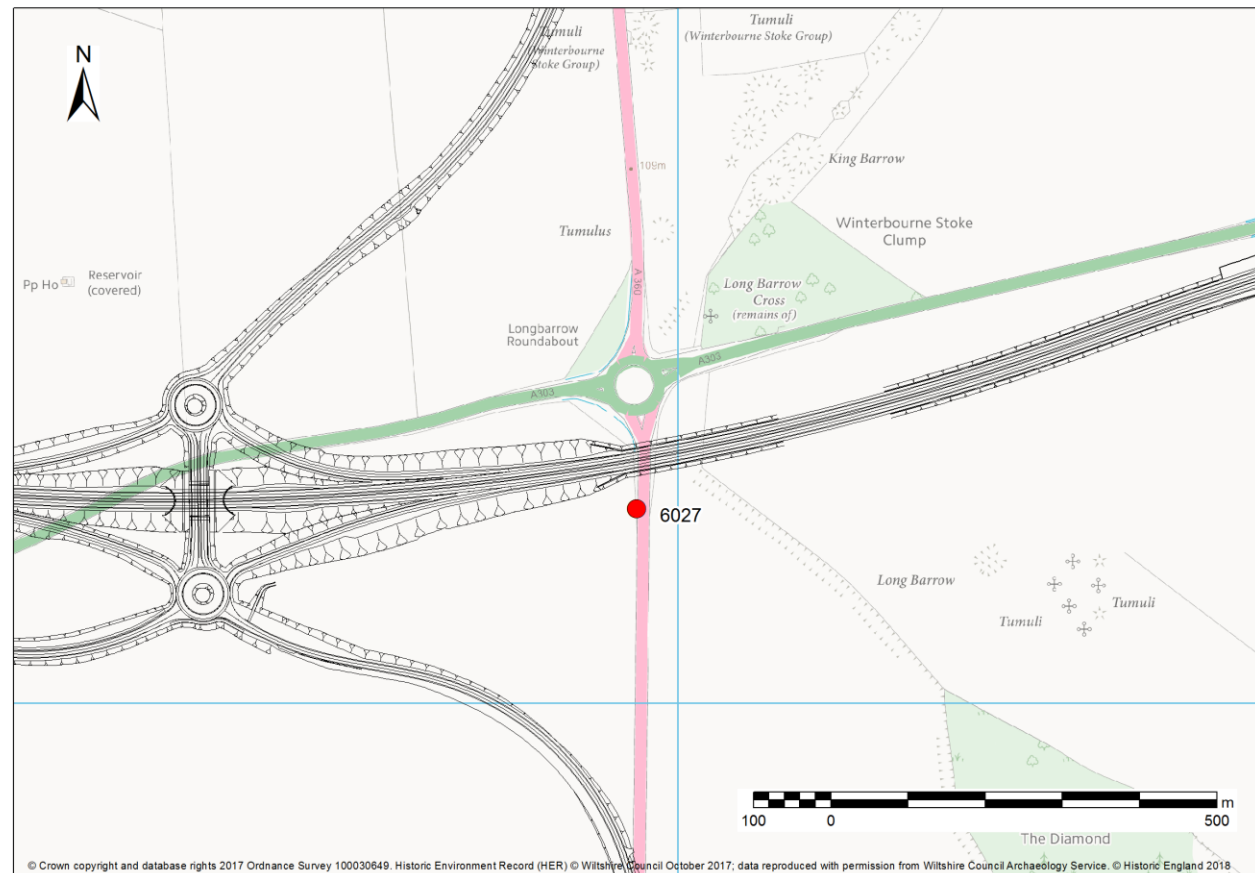 N
Tumuli
(Winterbourne
Stoke Group)
Tumuli
(Winterbourne Stoke Group)
109m
King Barrow
Tumulus
Winterbourne Stoke
Clump
Pp Ho
Reservoir
(covered)
A 360
Long Barrow
Cross
(remains of)
Longbarrow
Roundabout
A303
A303
6027
Long Barrow
Tumuli
Tumuli
m
100
0
500
The Diamond
© Crown copyright and database rights 2017 Ordnance Survey 100030649. Historic Environment Record (HER) © Wiltshire Council October 2017; data reproduced with permission from Wiltshire Council Archaeology Service. © Historic England 2018